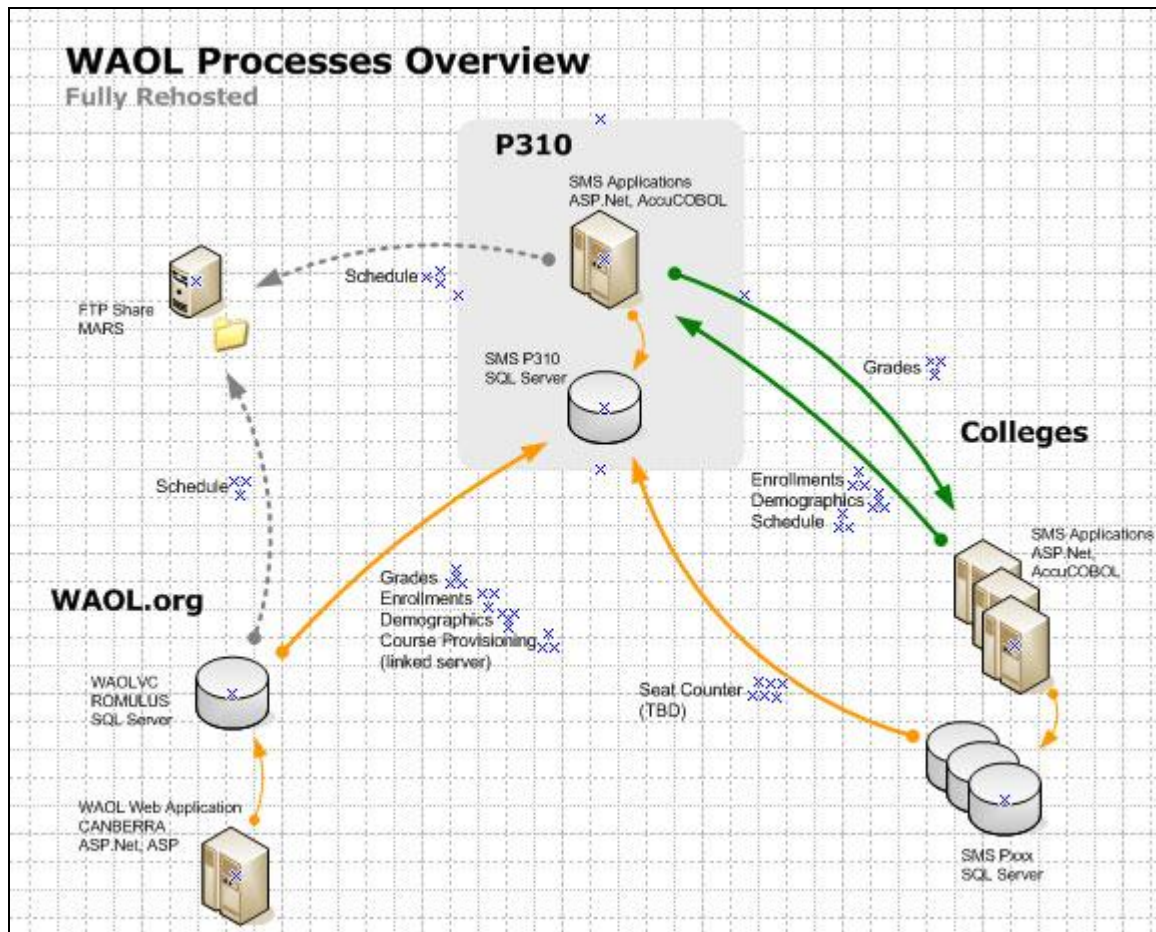 WAOL Processes Overview
Fully Rehosted
P310
SMS Applications
ASP.Net, AccuCOBOL
Schedule
FTP Share
MARS
SMS P310
SQL Server
Grades
Colleges
Enrollments
Demographics
Schedule
SMS Applications
ASP.Net,
AccuCOBOL
Schedule
Grades
Enrollments
Demographics
Course Provisioning
(linked server)
WAOL.org
WAOLVC
ROMULUS
SQL Server
Seat Counter
(TBD)
WAOL Web Application
CANBERRA
ASP.Net, ASP
SMS Pxxx
SQL Server